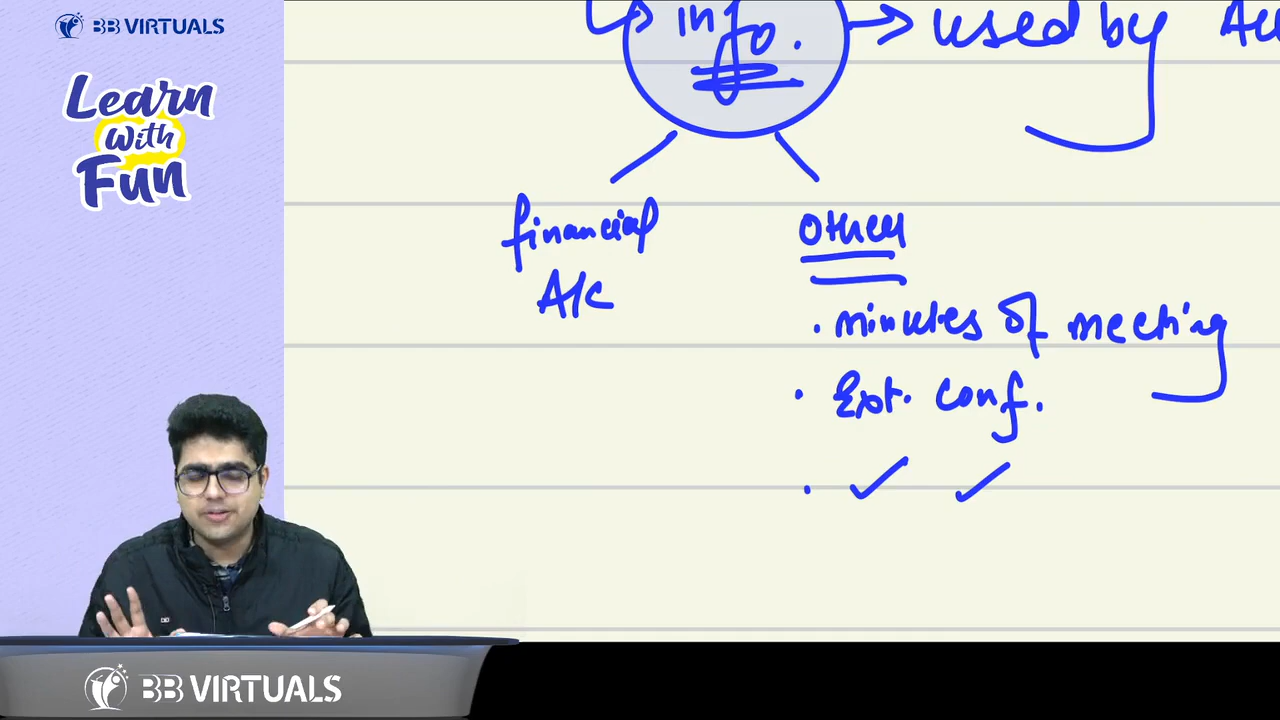 BB VIRTUALS
Learn
With
Fun
info.
used by
financial
A/c
other
. minutes of meeting
. Ext. conf.
BB VIRTUALS